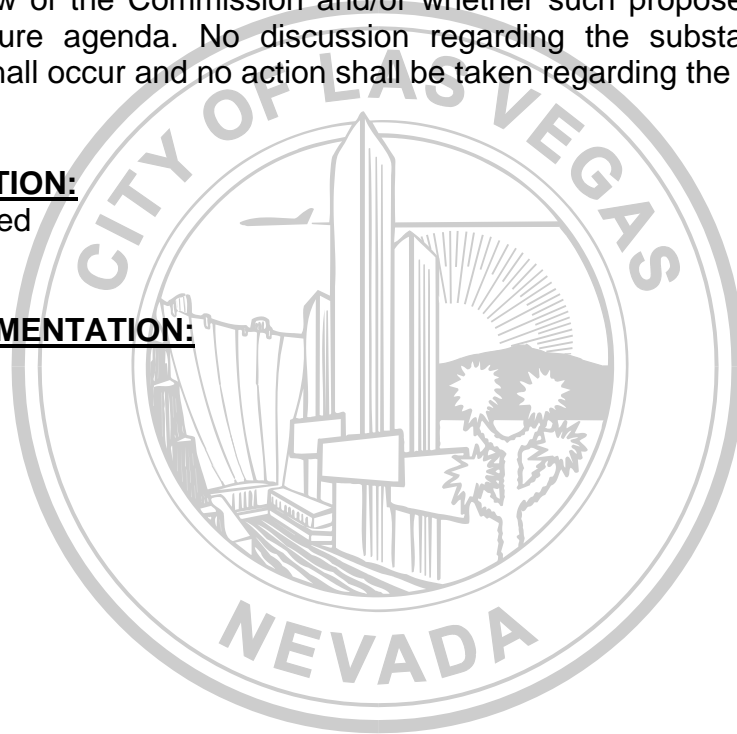 w of the Commission and/or whether such propose
ure agenda. No discussion regarding the substa
hall occur and no action shall be taken regarding the
TION:
ed
MENTATION:
CITY OF LAS VEGAS
NEVADA